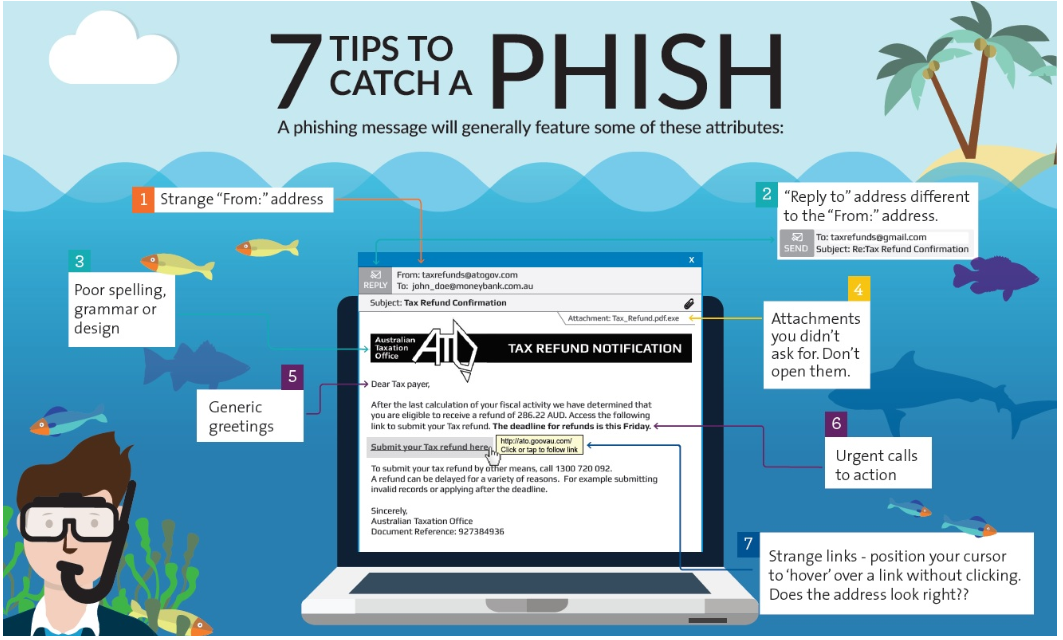 7 TIPS TO
CATCH A PHISH
A phishing message will generally feature some of these attributes:
1 Strange “From:” address
2 “Reply to” address different
to the “From:” address.
SEND
To: taxrefunds@gmail.com
Subject: Re:Tax Refund Confirmation
3
Poor spelling,
grammar or
design
4
Attachments
you didn’t
ask for. Don’t
open them.
5
Generic
greetings
6
Urgent calls
to action
7
Strange links - position your cursor
to ‘hover’ over a link without clicking.
Does the address look right??
x
REPLY
From: taxrefunds@atogov.com
To: john_doe@moneybank.com.au
Subject: Tax Refund Confirmation
Attachment: Tax_Refund.pdf.exe
Australian
Taxation
Office
ATO
TAX REFUND NOTIFICATION
Dear Tax payer,
After the last calculation of your fiscal activity we have determined that
you are eligible to receive a refund of 286.22 AUD. Access the following
link to submit your Tax refund. The deadline for refunds is this Friday.
Submit your Tax refund here
http://ato.goovau.com/
Click or tap to follow link
To submit your tax refund by other means, call 1300 720 092.
A refund can be delayed for a variety of reasons. For example submitting
invalid records or applying after the deadline.
Sincerely,
Australian Taxation Office
Document Reference: 927384936